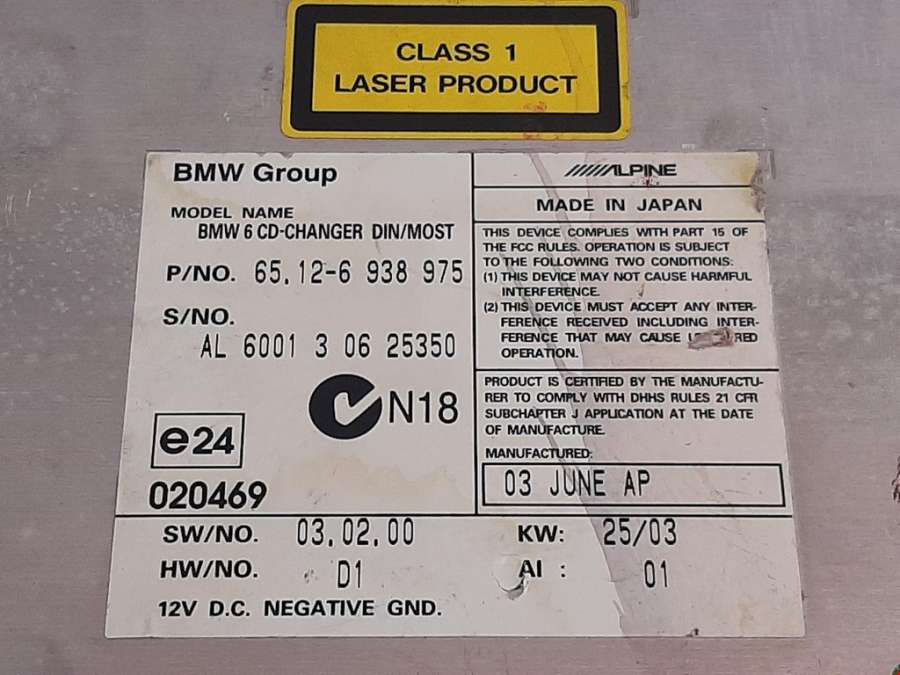 CLASS 1
LASER PRODUCT
BMW Group
MODEL NAME
BMW 6 CD-CHANGER DIN/MOST
P/NO. 65.12-6 938 975
S/NO.
AL 6001 3 06 25350
N18
e24
020469
ALPINE
MADE IN JAPAN
THIS DEVICE COMPLIES WITH PART 15 OF
THE FCC RULES. OPERATION IS SUBJECT
TO THE FOLLOWING TWO CONDITIONS:
(1) THIS DEVICE MAY NOT CAUSE HARMFUL
INTERFERENCE.
(2) THIS DEVICE MUST ACCEPT ANY INTER-
FERENCE RECEIVED INCLUDING INTER-
FERENCE THAT MAY CAUSE
OPERATION.
PRODUCT IS CERTIFIED BY THE MANUFACTU-
RER TO COMPLY WITH DHHS RULES 21 CFR
SUBCHAPTER J APPLICATION AT THE DATE
OF MANUFACTURE.
MANUFACTURED:
03 JUNE AP
SW/NO. 03.02.00
HW/NO. D1
12V D.C. NEGATIVE GND.
KW: 25/03
AI : 01